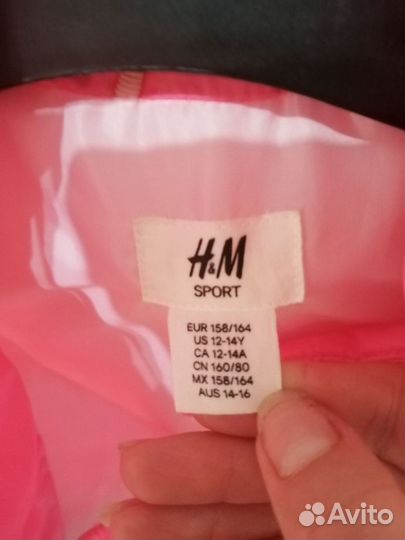 H&M
SPORT
EUR 158/164
US 12-14Y
CA 12-14A
CN 160/80
MX 158/164
AUS 14-16
Avito